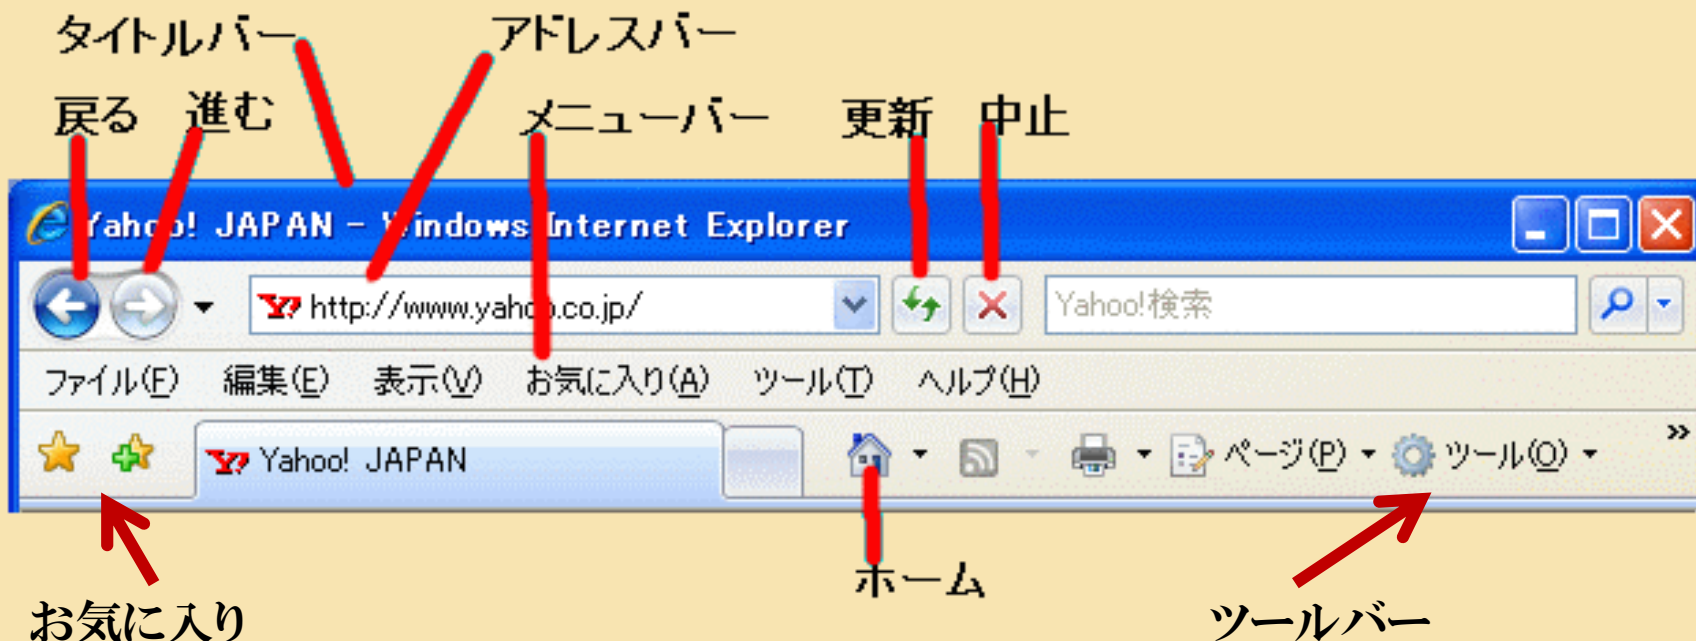 タイトルバー アドレスバー
戻る 進む メニューバー 更新 中止
Yahoo! JAPAN - Windows Internet Explorer
Y! http://www.yahoo.co.jp/ Yahoo!検索
ファイル(F) 編集(E) 表示(V) お気に入り(A) ツール(T) ヘルプ(H)
Y! Yahoo! JAPAN ページ(P) ツール(O) »
ホーム
お気に入り ツールバー